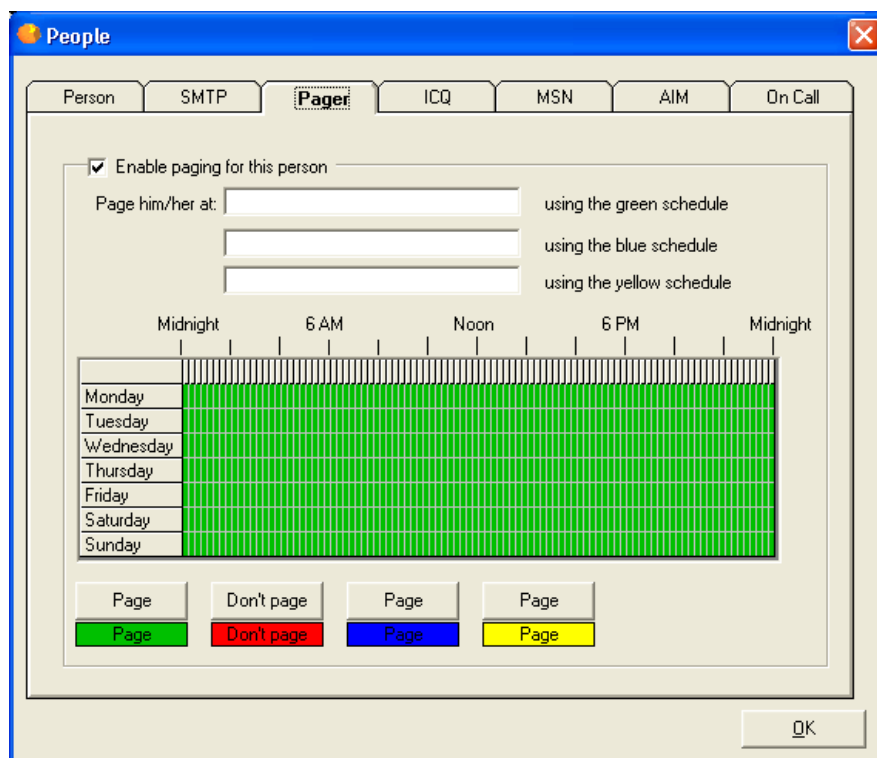 People
Person SMTP Pager ICQ MSN AIM On Call
Enable paging for this person
Page him/her at: using the green schedule
using the blue schedule
using the yellow schedule
Midnight 6 AM Noon 6 PM Midnight
Monday
Tuesday
Wednesday
Thursday
Friday
Saturday
Sunday
Page Don't page Page Page
Page Don't page Page Page
OK